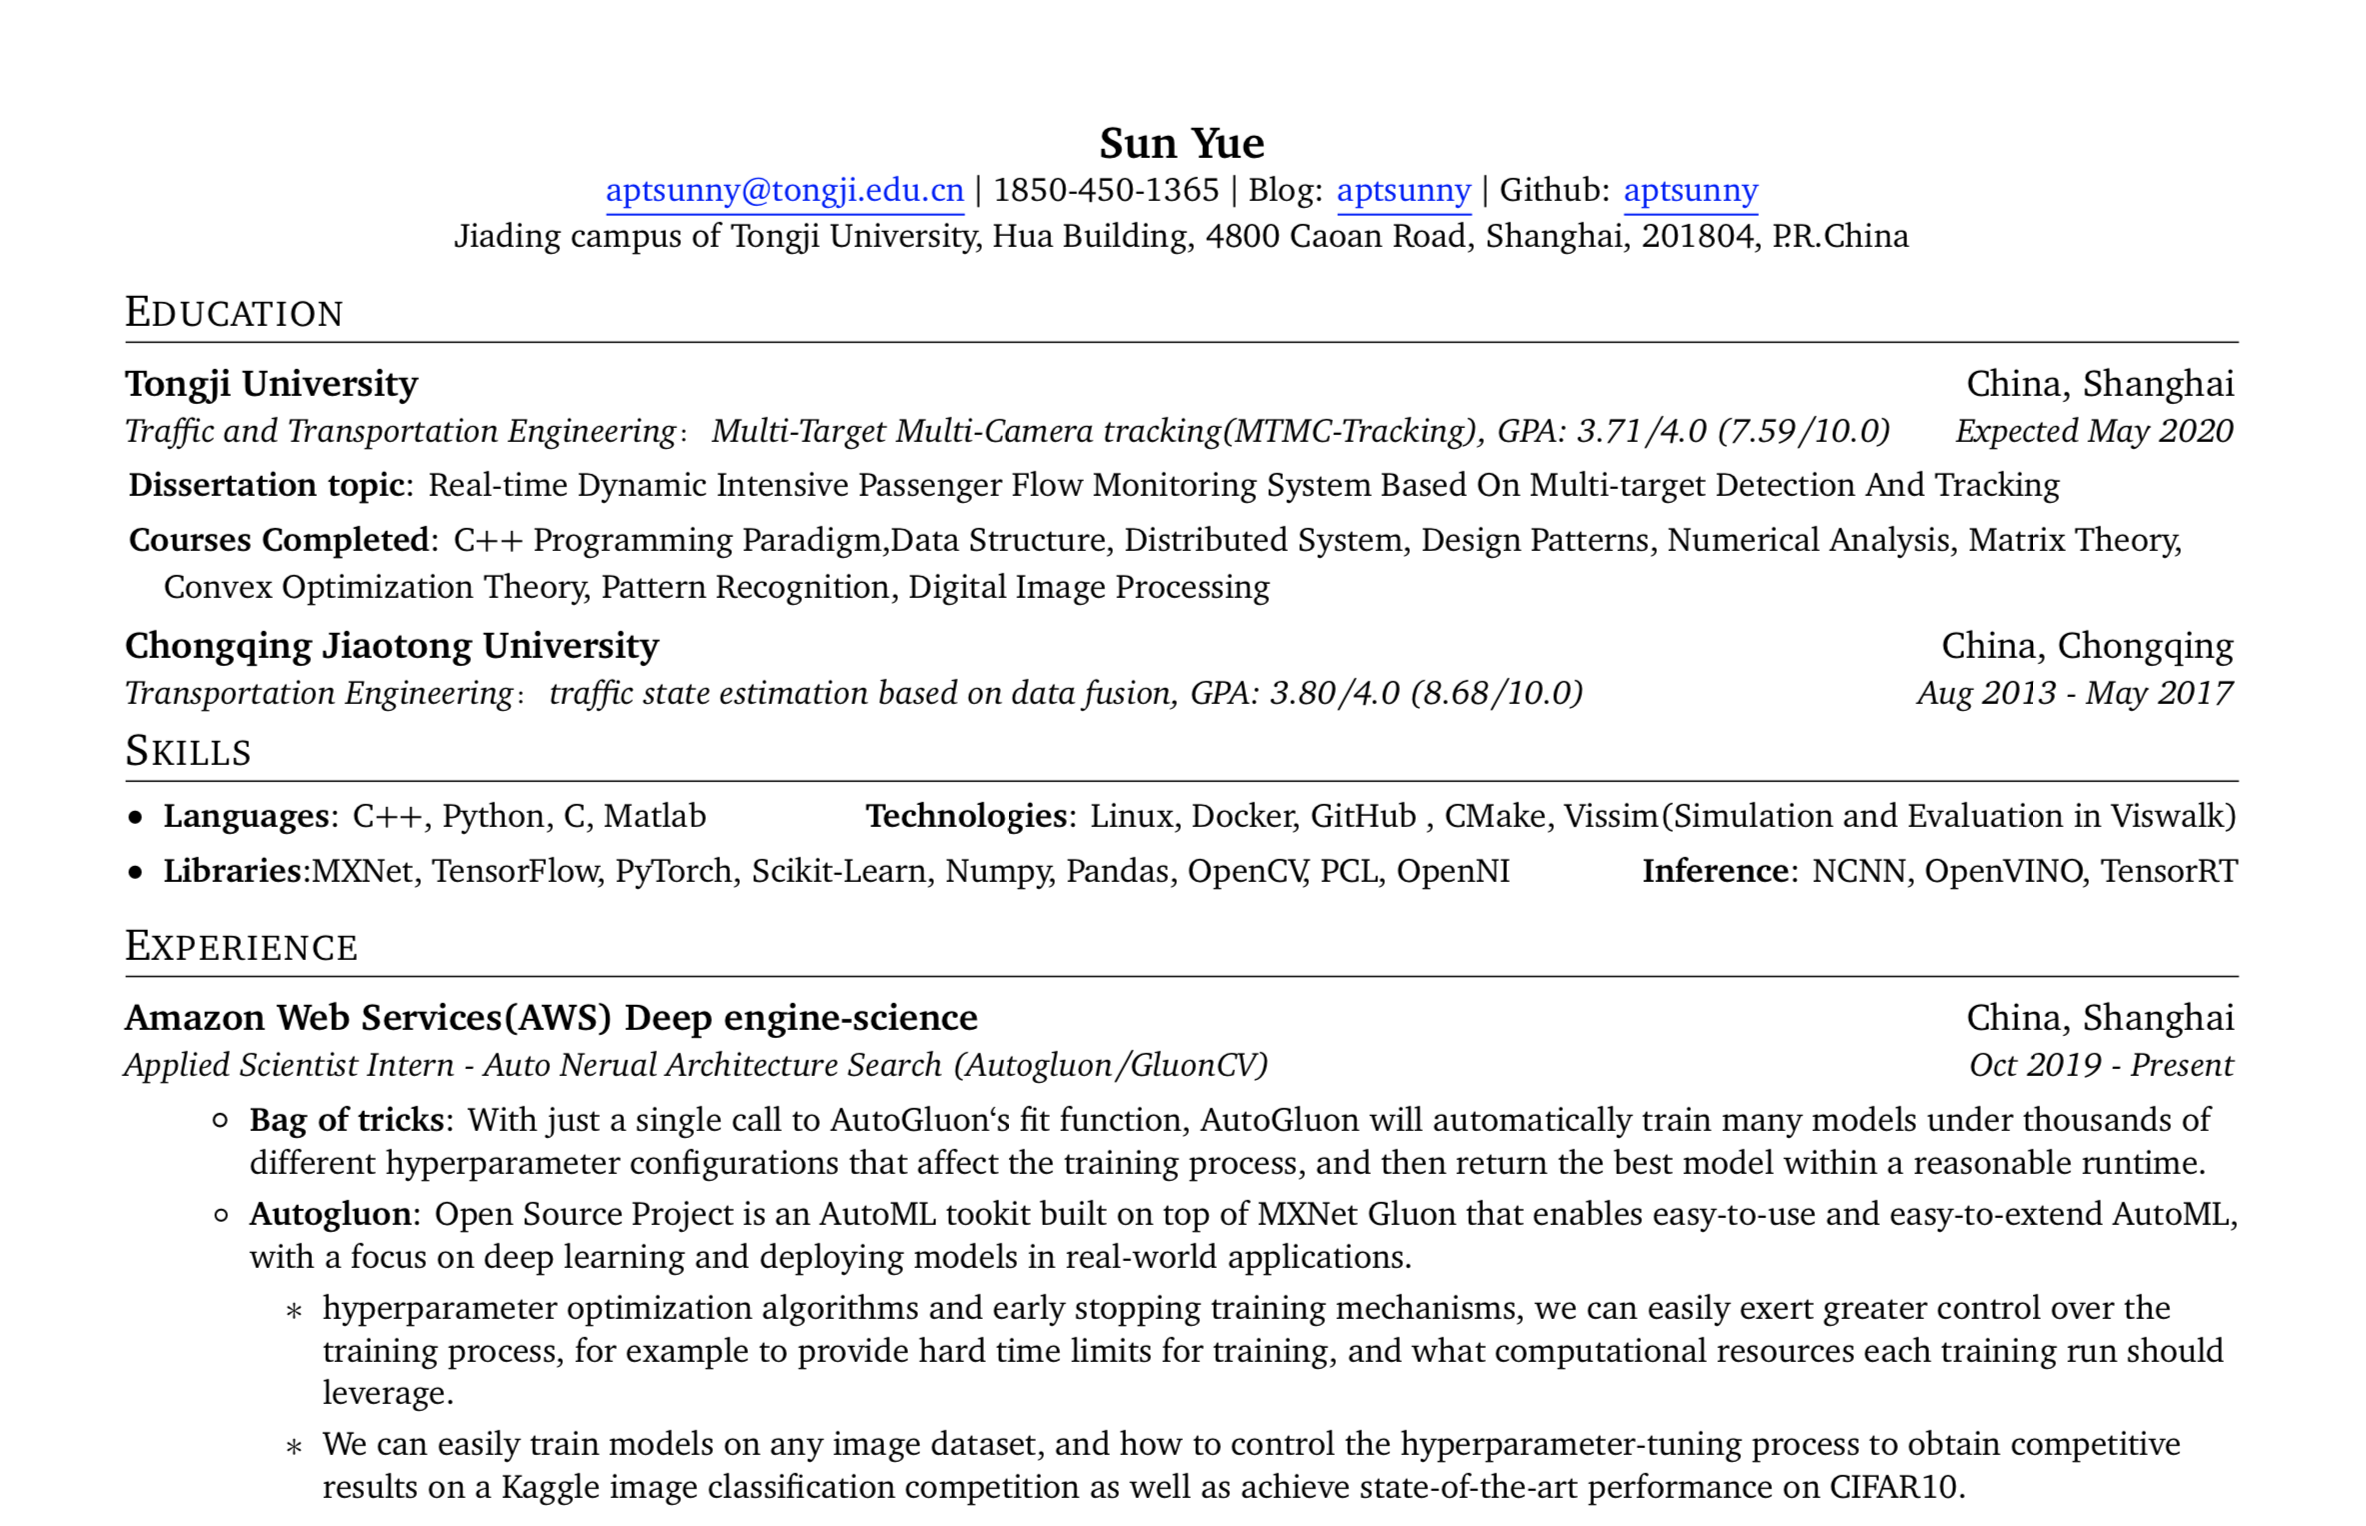 Sun Yue
aptsunny@tongji.edu.cn | 1850-450-1365 | Blog: aptsunny | Github: aptsunny
Jiading campus of Tongji University, Hua Building, 4800 Caoan Road, Shanghai, 201804, P.R.China
EDUCATION
Tongji University China, Shanghai
Traffic and Transportation Engineering： Multi-Target Multi-Camera tracking(MTMC-Tracking), GPA: 3.71/4.0 (7.59/10.0) Expected May 2020
Dissertation topic: Real-time Dynamic Intensive Passenger Flow Monitoring System Based On Multi-target Detection And Tracking
Courses Completed: C++ Programming Paradigm,Data Structure, Distributed System, Design Patterns, Numerical Analysis, Matrix Theory,
Convex Optimization Theory, Pattern Recognition, Digital Image Processing
Chongqing Jiaotong University China, Chongqing
Transportation Engineering： traffic state estimation based on data fusion, GPA: 3.80/4.0 (8.68/10.0) Aug 2013 - May 2017
SKILLS
• Languages: C++, Python, C, Matlab Technologies: Linux, Docker, GitHub , CMake, Vissim(Simulation and Evaluation in Viswalk)
• Libraries:MXNet, TensorFlow, PyTorch, Scikit-Learn, Numpy, Pandas, OpenCV, PCL, OpenNI Inference: NCNN, OpenVINO, TensorRT
EXPERIENCE
Amazon Web Services(AWS) Deep engine-science China, Shanghai
Applied Scientist Intern - Auto Nerual Architecture Search (Autogluon/GluonCV) Oct 2019 - Present
◦ Bag of tricks: With just a single call to AutoGluon‘s fit function, AutoGluon will automatically train many models under thousands of
different hyperparameter configurations that affect the training process, and then return the best model within a reasonable runtime.
◦ Autogluon: Open Source Project is an AutoML tookit built on top of MXNet Gluon that enables easy-to-use and easy-to-extend AutoML,
with a focus on deep learning and deploying models in real-world applications.
* hyperparameter optimization algorithms and early stopping training mechanisms, we can easily exert greater control over the
training process, for example to provide hard time limits for training, and what computational resources each training run should
leverage.
* We can easily train models on any image dataset, and how to control the hyperparameter-tuning process to obtain competitive
results on a Kaggle image classification competition as well as achieve state-of-the-art performance on CIFAR10.